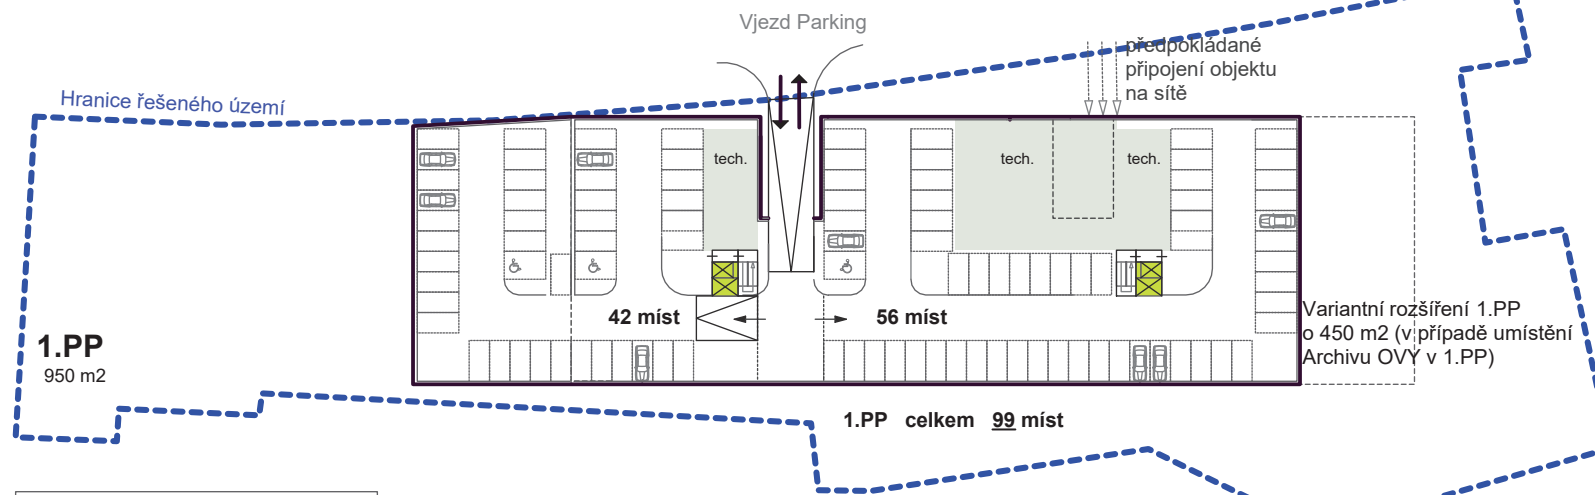 Vjezd Parking
předpokládané
připojení objektu
na sítě
Hranice řešeného území
tech.
tech.
tech.
42 míst
56 míst
1.PP
950 m2
Variantní rozšíření 1.PP
o 450 m2 (v případě umístění
Archivu OVY v 1.PP)
1.PP celkem 99 míst